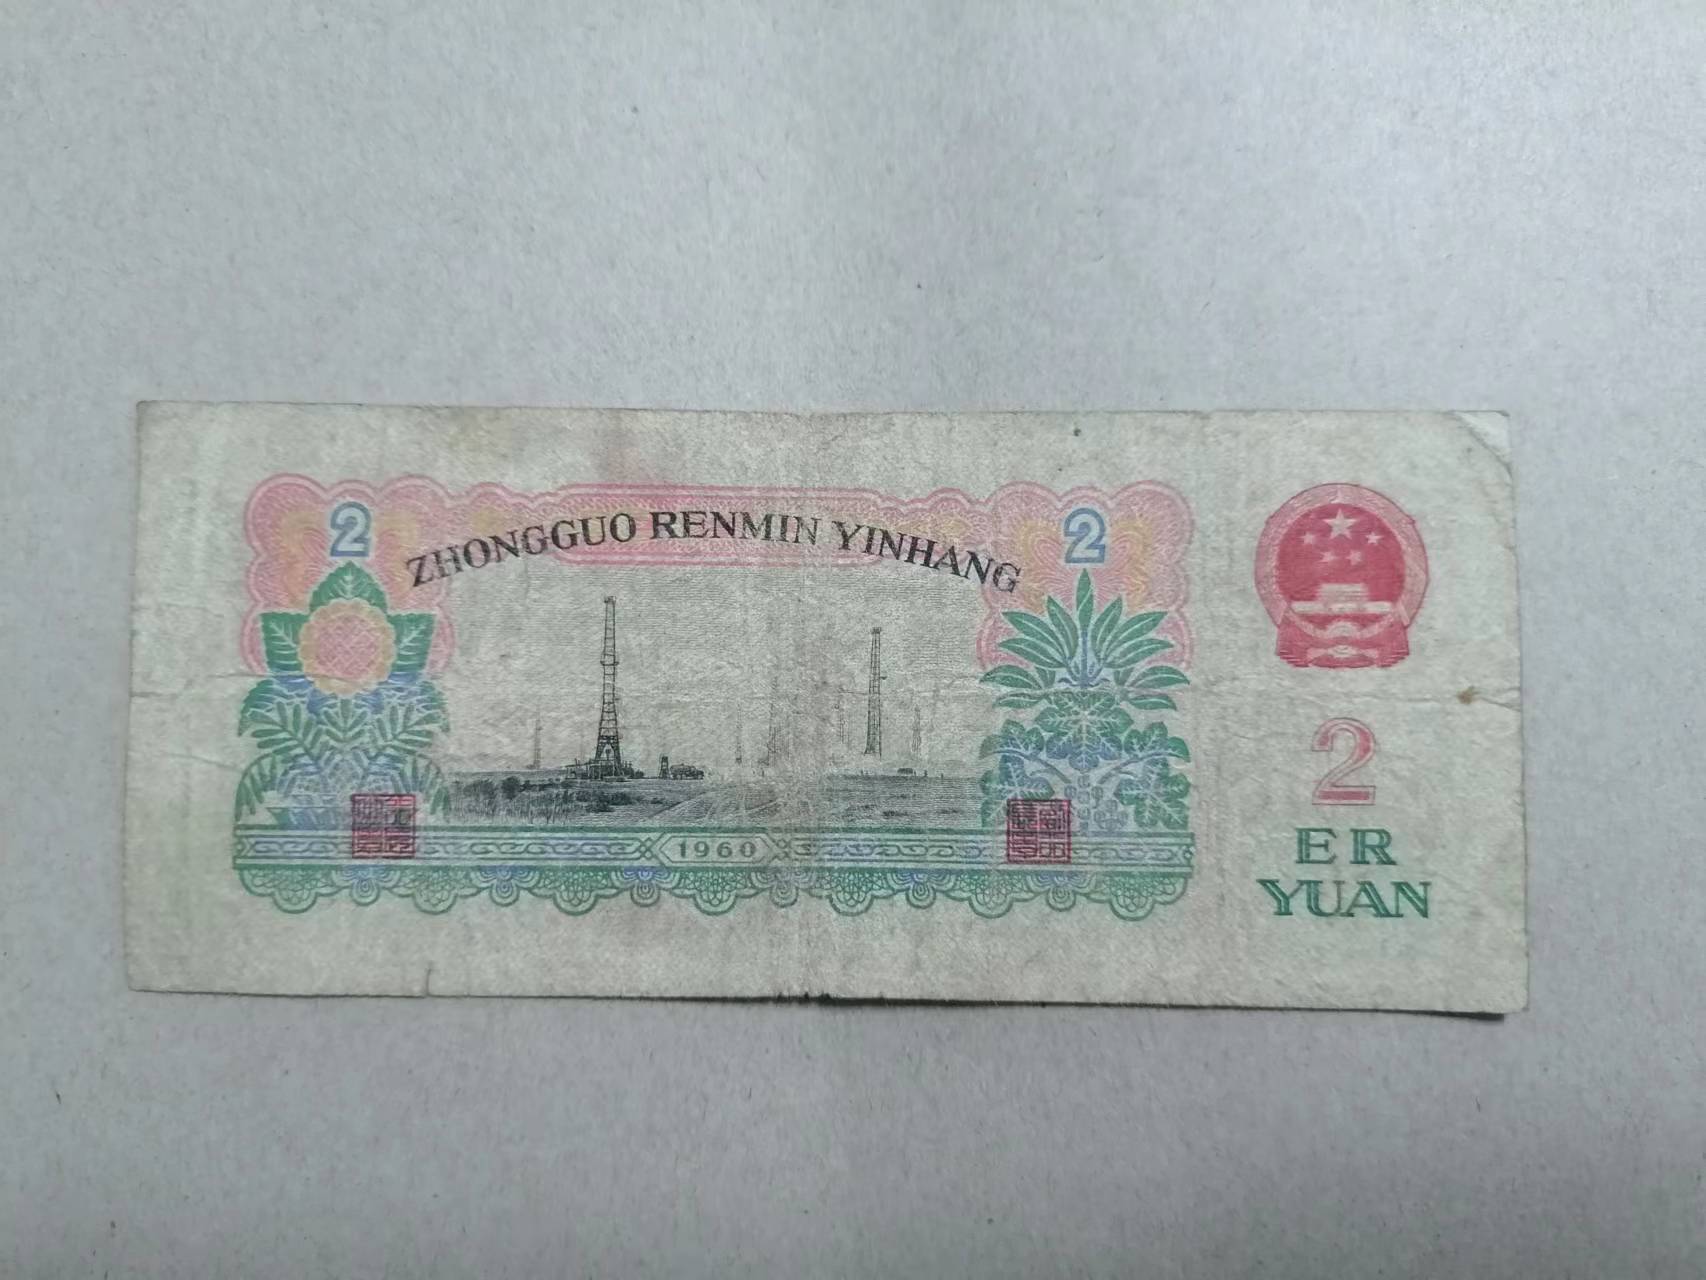 2
2
ZHONGGUO RENMIN YINHANG
2
1960
ER
YUAN